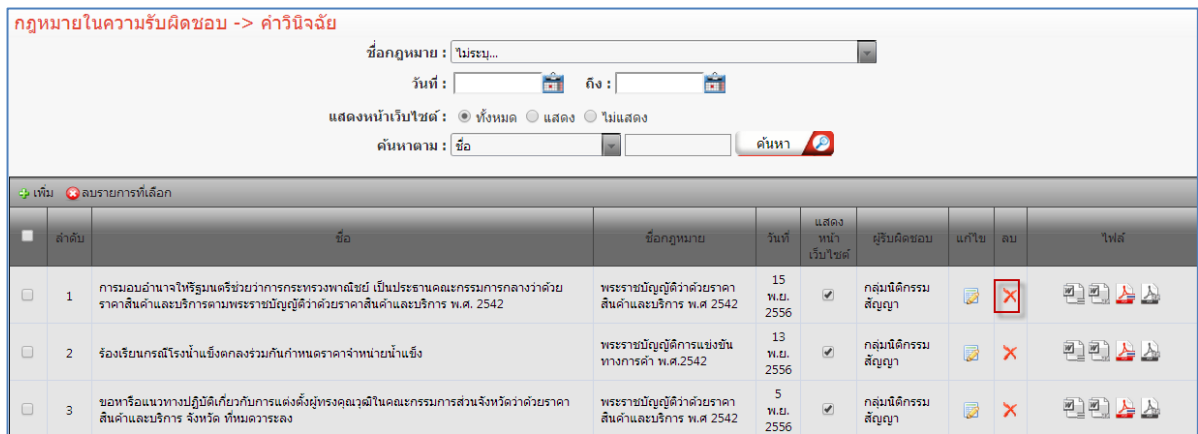 กฎหมายในความรับผิดชอบ -> คำวินิจฉัย
ชื่อกฎหมาย : ไม่ระบุ...
วันที่ : ถึง :
แสดงหน้าเว็บไซต์ : ทั้งหมด แสดง ไม่แสดง
ค้นหาตาม : ชื่อ ค้นหา
เพิ่ม ลบรายการที่เลือก
ลำดับ ชื่อ ชื่อกฎหมาย วันที่ แสดง
หน้า
เว็บไซต์ ผู้รับผิดชอบ แก้ไข ลบ ไฟล์
1 การมอบอำนาจให้รัฐมนตรีช่วยว่าการกระทรวงพาณิชย์ เป็นประธานคณะกรรมการกลางว่าด้วย
ราคาสินค้าและบริการตามพระราชบัญญัติว่าด้วยราคาสินค้าและบริการ พ.ศ. 2542
พระราชบัญญัติว่าด้วยราคา
สินค้าและบริการ พ.ศ 2542
15
พ.ย.
2556
กลุ่มนิติกรรม
สัญญา
2 ร้องเรียนกรณีโรงน้ำแข็งตกลงร่วมกันกำหนดราคาจำหน่ายน้ำแข็ง
พระราชบัญญัติการแข่งขัน
ทางการค้า พ.ศ.2542
13
พ.ย.
2556
กลุ่มนิติกรรม
สัญญา
3 ขอหารือแนวทางปฏิบัติเกี่ยวกับการแต่งตั้งผู้ทรงคุณวุฒิในคณะกรรมการส่วนจังหวัดว่าด้วยราคา
สินค้าและบริการ จังหวัด ที่หมดวาระลง
พระราชบัญญัติว่าด้วยราคา
สินค้าและบริการ พ.ศ 2542
5
พ.ย.
2556
กลุ่มนิติกรรม
สัญญา